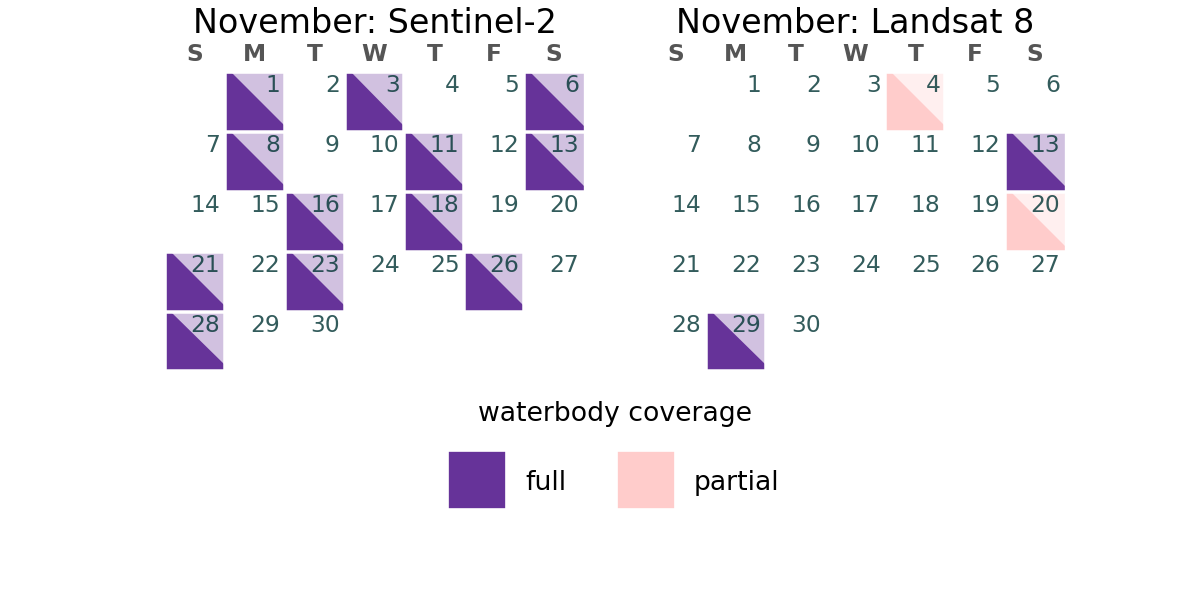 November: Sentinel-2
S M T W T F S
1 2 3 4 5 6
7 8 9 10 11 12 13
14 15 16 17 18 19 20
21 22 23 24 25 26 27
28 29 30
November: Landsat 8
S M T W T F S
1 2 3 4 5 6
7 8 9 10 11 12 13
14 15 16 17 18 19 20
21 22 23 24 25 26 27
28 29 30
waterbody coverage
full partial